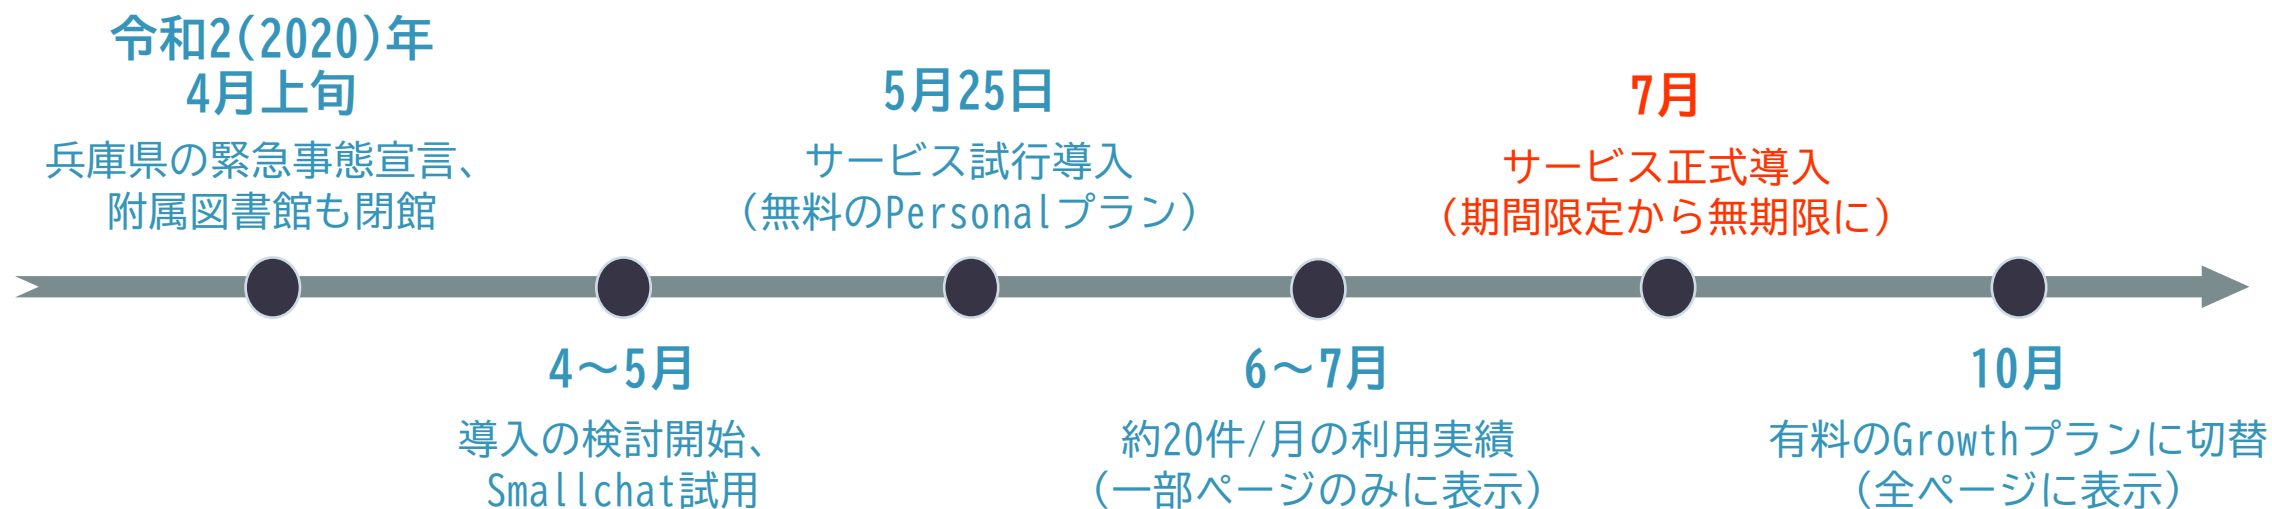 令和2(2020)年
4月上旬
兵庫県の緊急事態宣言、
附属図書館も閉館
4～5月
導入の検討開始、
Smallchat試用
5月25日
サービス試行導入
（無料のPersonalプラン）
6～7月
約20件/月の利用実績
（一部ページのみに表示）
7月
サービス正式導入
（期間限定から無期限に）
10月
有料のGrowthプランに切替
（全ページに表示）